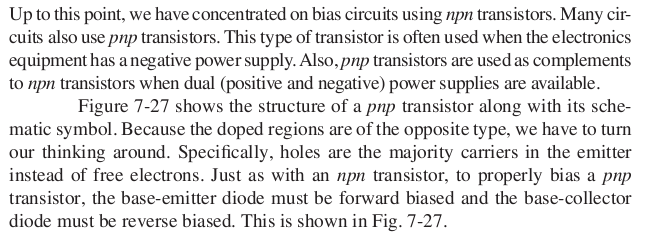 Up to this point, we have concentrated on bias circuits using npn transistors. Many cir-
cuits also use pnp transistors. This type of transistor is often used when the electronics
equipment has a negative power supply. Also, pnp transistors are used as complements
to npn transistors when dual (positive and negative) power supplies are available.
Figure 7-27 shows the structure of a pnp transistor along with its sche-
matic symbol. Because the doped regions are of the opposite type, we have to turn
our thinking around. Specifically, holes are the majority carriers in the emitter
instead of free electrons. Just as with an npn transistor, to properly bias a pnp
transistor, the base-emitter diode must be forward biased and the base-collector
diode must be reverse biased. This is shown in Fig. 7-27.